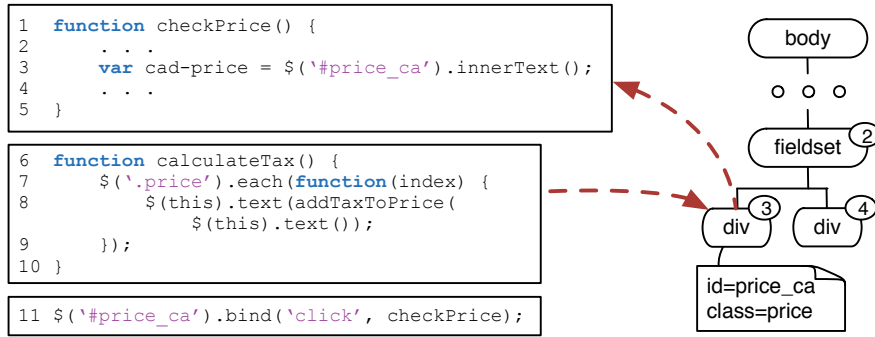 1 function checkPrice() {
2 . . .
3 var cad-price = $(‘#price_ca’).innerText();
4 . . .
5 }
6 function calculateTax() {
7 $(‘.price’).each(function(index) {
8 $(this).text(addTaxToPrice(
$(this).text());
9 });
10 }
11 $(‘#price_ca’).bind(‘click’, checkPrice);
body
fieldset 2
div 3
div 4
id=price_ca
class=price